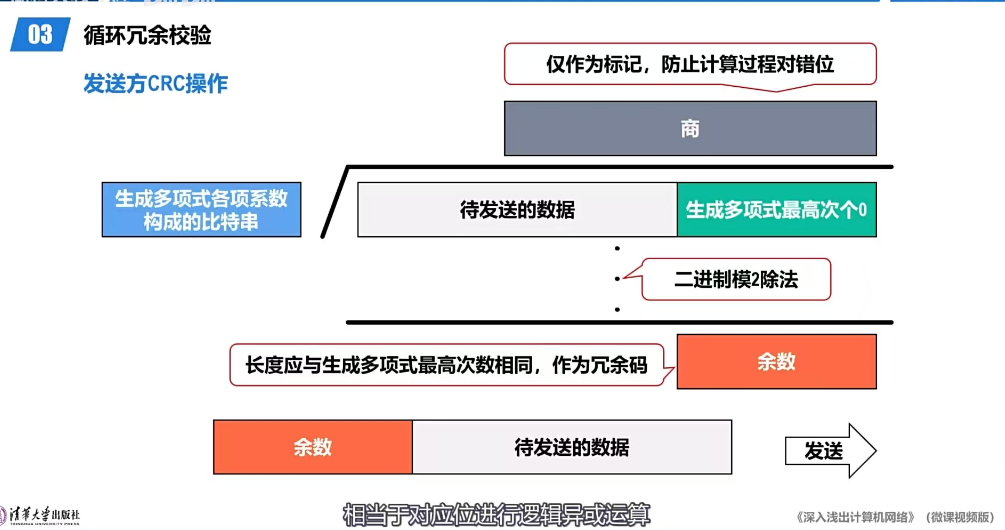 03
循环冗余校验
发送方CRC操作
仅作为标记，防止计算过程对错位
商
生成多项式各项系数
构成的比特串
待发送的数据
生成多项式最高次个0
二进制模2除法
长度应与生成多项式最高次数相同，作为冗余码
余数
余数
待发送的数据
发送
相当于对应位进行逻辑异或运算
清华大学出版社
TSINGHUA UNIVERSITY PRESS
《深入浅出计算机网络》（微课视频版）